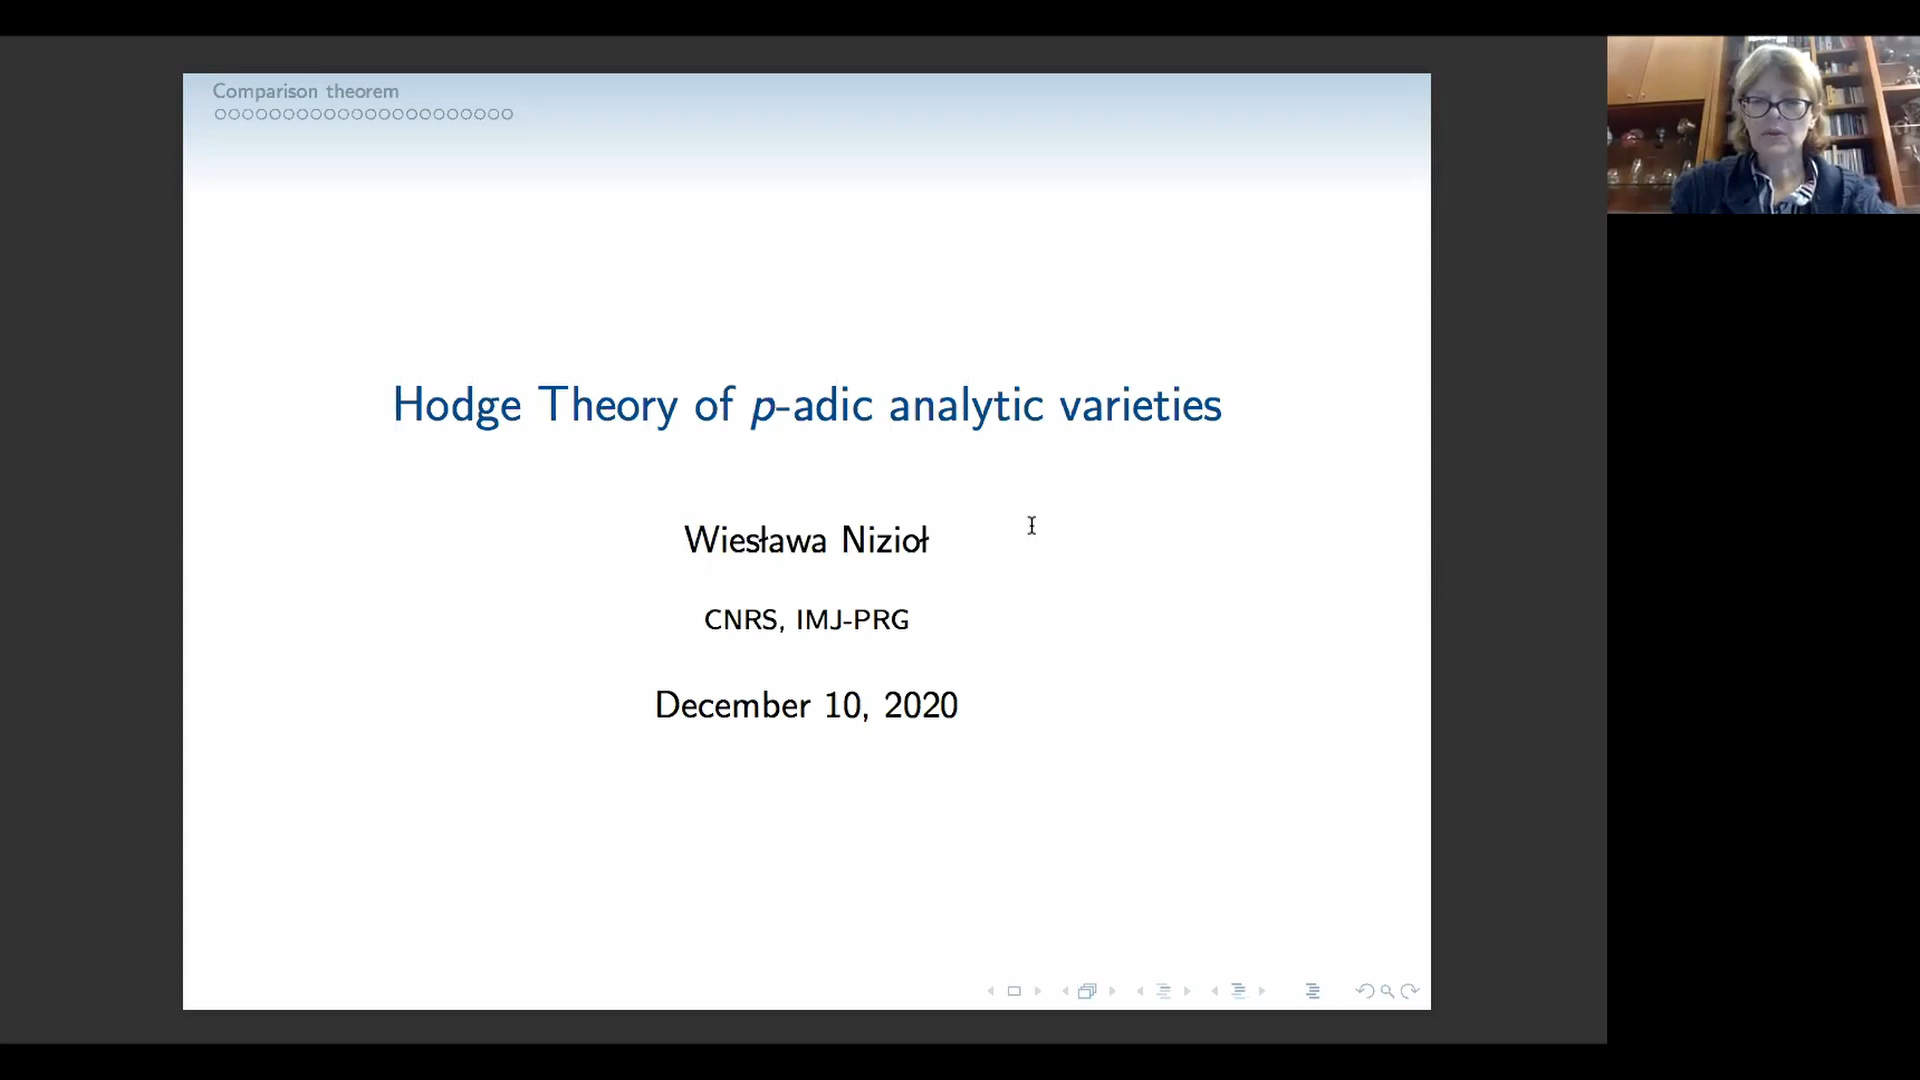 Comparison theorem
Hodge Theory of p-adic analytic varieties
Wiesława Nizioł
CNRS, IMJ-PRG
December 10, 2020